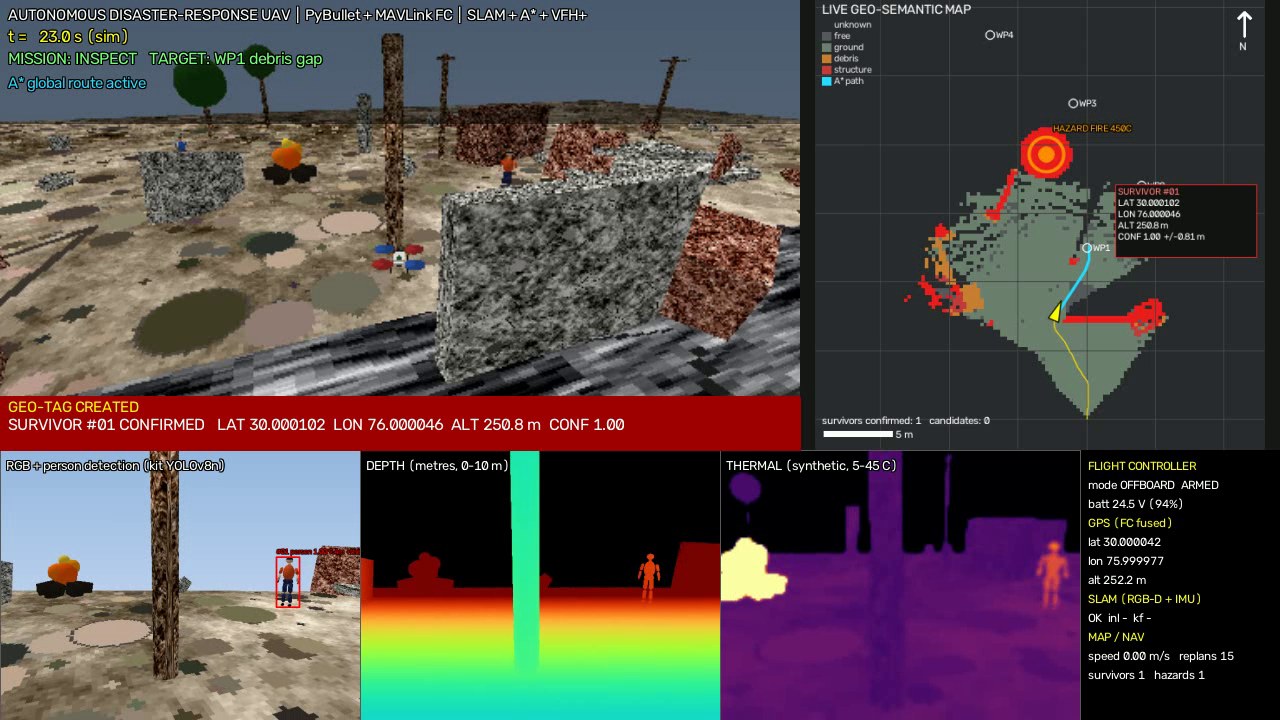 AUTONOMOUS DISASTER-RESPONSE UAV | PyBullet + MAVLink FC | SLAM + A* + VFH+
t = 23.0 s (sim)
MISSION: INSPECT TARGET: WP1 debris gap
A* global route active
GEO-TAG CREATED
SURVIVOR #01 CONFIRMED LAT 30.000102 LON 76.000046 ALT 250.8 m CONF 1.00
LIVE GEO-SEMANTIC MAP
unknown
free
ground
debris
structure
A* path
N
WP4
WP3
HAZARD FIRE 450C
SURVIVOR #01
LAT 30.000102
LON 76.000046
ALT 250.8 m
CONF 1.00 +/-0.81 m
WP1
survivors confirmed: 1 candidates: 0
5 m
RGB + person detection (kit YOLOv8n)
#01 person
DEPTH (metres, 0-10 m)
THERMAL (synthetic, 5-45 C)
FLIGHT CONTROLLER
mode OFFBOARD ARMED
batt 24.5 V (94%)
GPS (FC fused)
lat 30.000042
lon 75.999977
alt 252.2 m
SLAM (RGB-D + IMU)
OK inl - kf -
MAP / NAV
speed 0.00 m/s replans 15
survivors 1 hazards 1